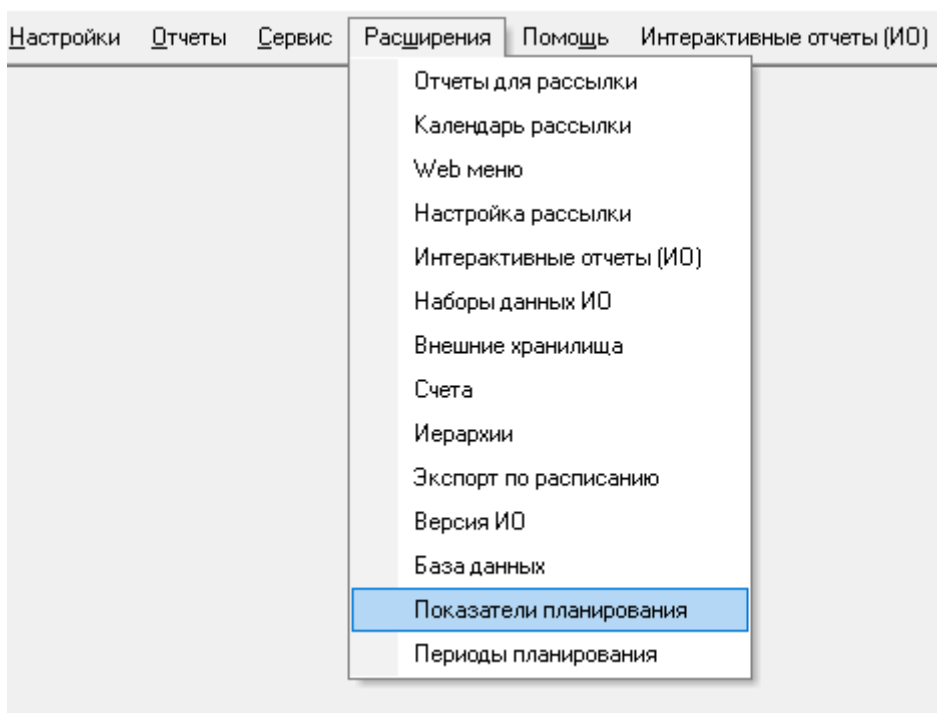 Настройки Отчеты Сервис Расширения Помощь Интерактивные отчеты (ИО)
Отчеты для рассылки
Календарь рассылки
Web меню
Настройка рассылки
Интерактивные отчеты (ИО)
Наборы данных ИО
Внешние хранилища
Счета
Иерархии
Экспорт по расписанию
Версия ИО
База данных
Показатели планирования
Периоды планирования